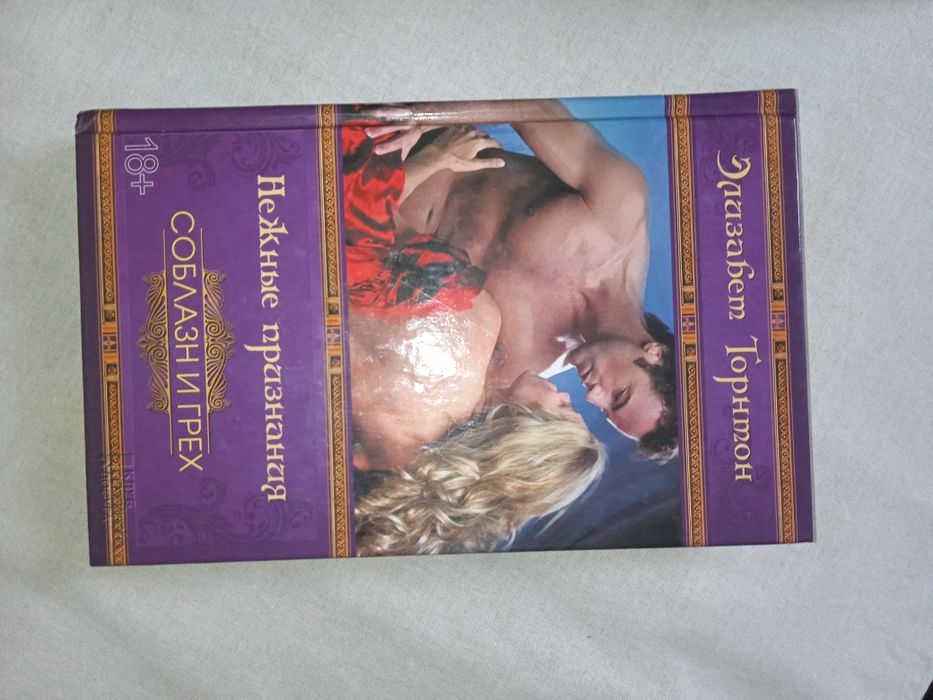 Элизабет Торнтон
Нежные признания
СОБЛАЗН И ГРЕХ
18+